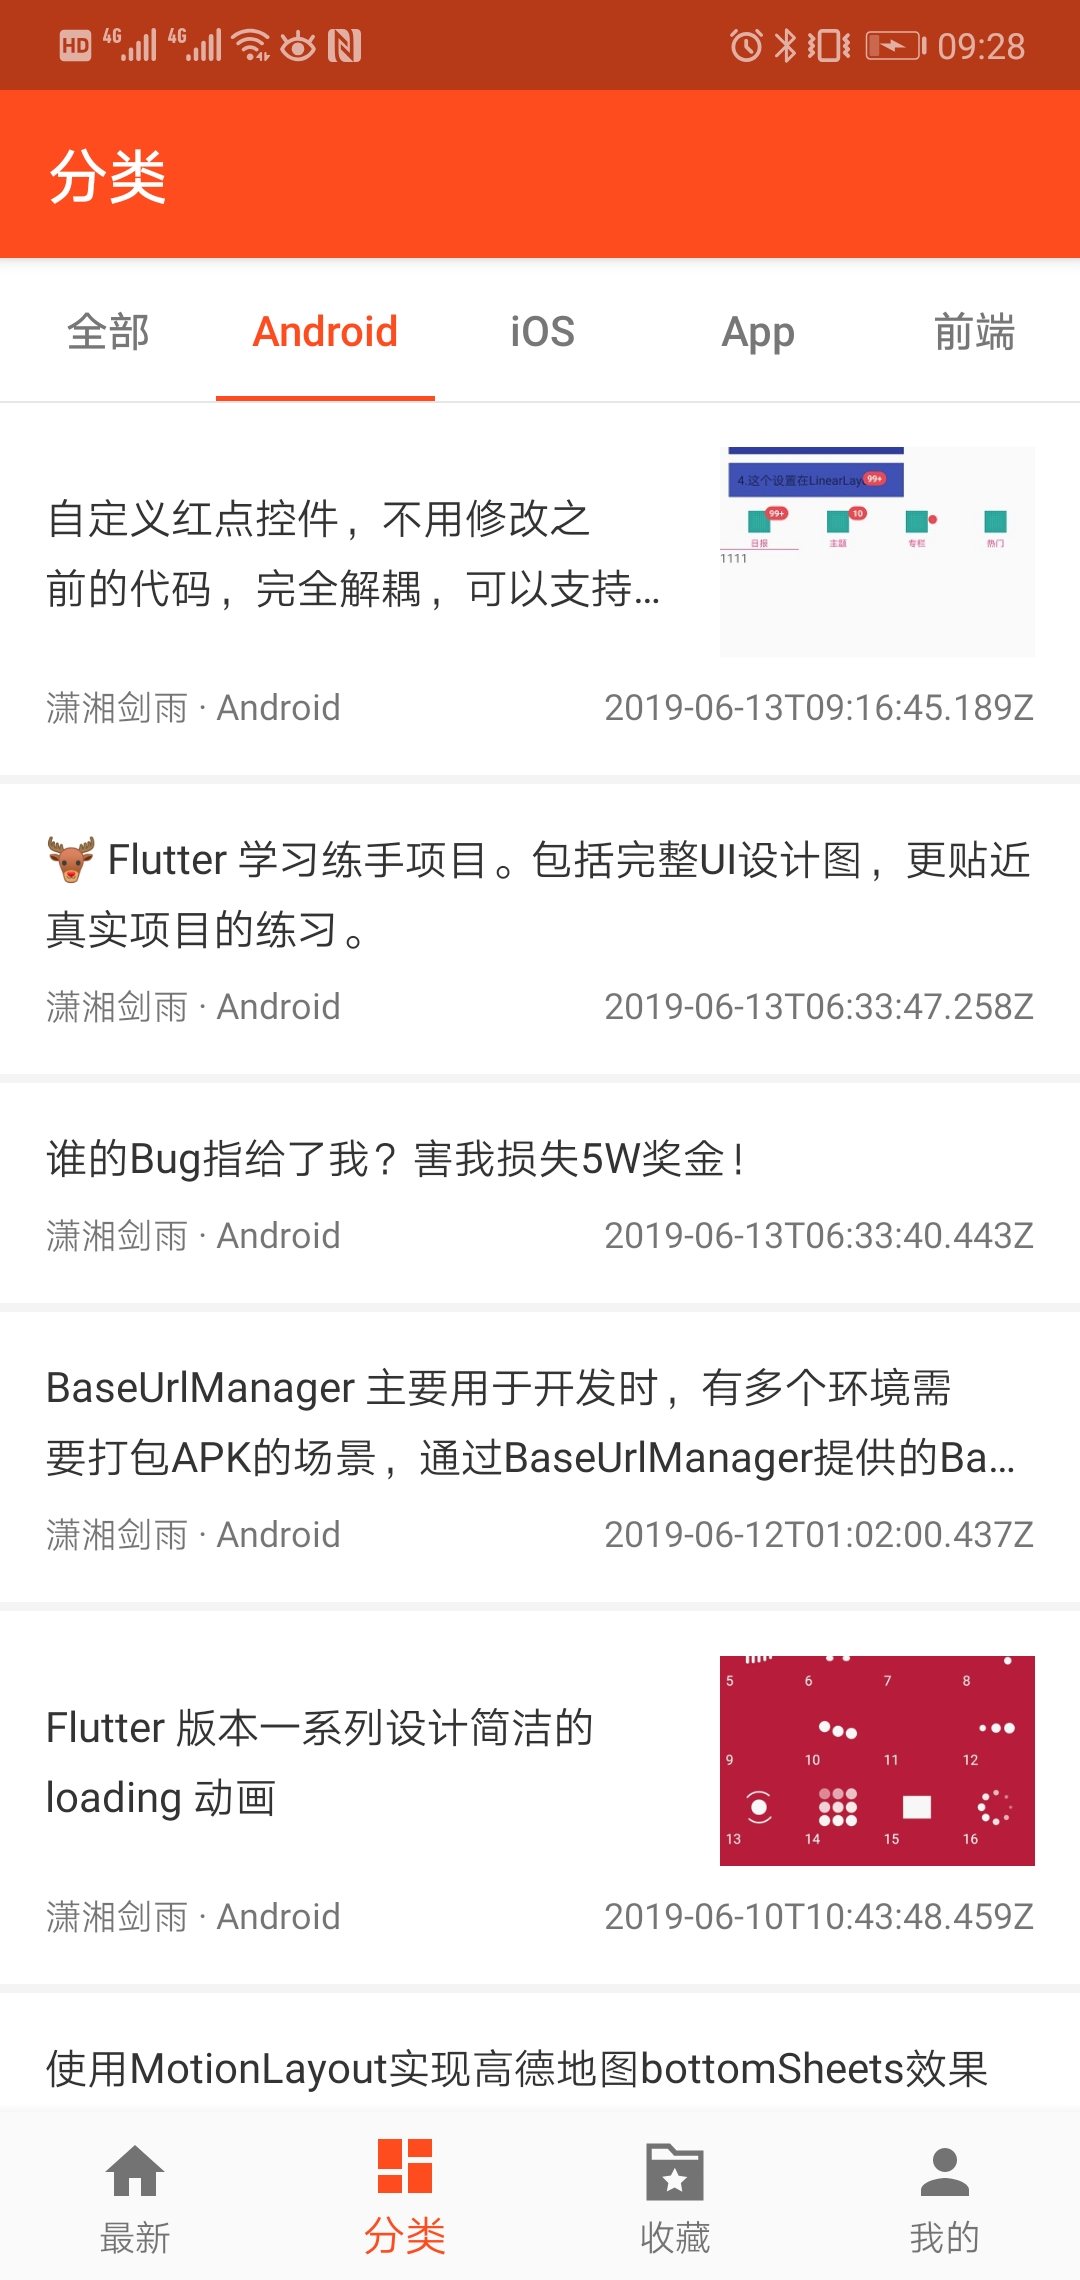 HD 4G 4G 09:28
分类
全部 Android iOS App 前端
自定义红点控件，不用修改之
前的代码，完全解耦，可以支持...
4.这个设置在LinearLay 99+
99+ 10
日报 主题 专栏 热门
1111
潇湘剑雨 · Android 2019-06-13T09:16:45.189Z
Flutter 学习练手项目。包括完整UI设计图，更贴近
真实项目的练习。
潇湘剑雨 · Android 2019-06-13T06:33:47.258Z
谁的Bug指给了我？害我损失5W奖金！
潇湘剑雨 · Android 2019-06-13T06:33:40.443Z
BaseUrlManager 主要用于开发时，有多个环境需
要打包APK的场景，通过BaseUrlManager提供的Ba...
潇湘剑雨 · Android 2019-06-12T01:02:00.437Z
Flutter 版本一系列设计简洁的
loading 动画
5 6 7 8
9 10 11 12
13 14 15 16
潇湘剑雨 · Android 2019-06-10T10:43:48.459Z
使用MotionLayout实现高德地图bottomSheets效果
最新 分类 收藏 我的